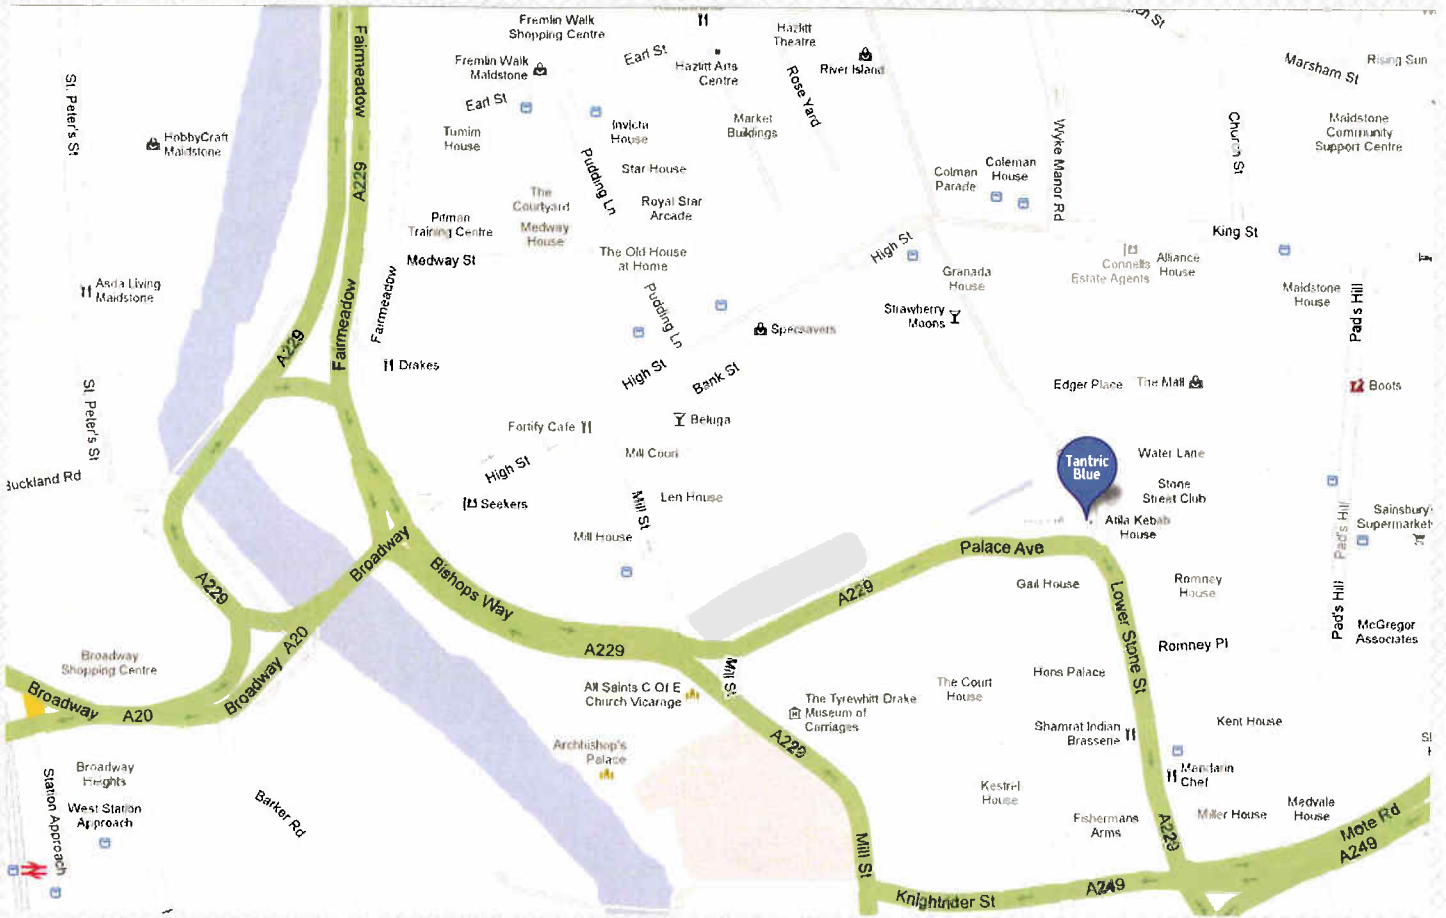 Fremlin Walk
Shopping Centre
Hazlitt
Theatre
Earl St
Hazlitt Arts
Centre
River Island
Marsham St
Rising Sun
Fairmeadow
Fremlin Walk
Maidstone
Earl St
Rose Yard
St. Peter's St
HobbyCraft
Maidstone
Tumim
House
Invicta
House
Market
Buildings
Wyke Manor Rd
Church St
Maidstone
Community
Support Centre
A229
Pudding Ln
Star House
Colman
Parade
Coleman
House
The
Courtyard
Royal Star
Arcade
Pitman
Training Centre
Medway
House
Medway St
The Old House
at Home
High St
King St
Connells
Estate Agents
Alliance
House
Granada
House
Asda Living
Maidstone
Fairmeadow
Fairmeadow
Pudding Ln
Strawberry
Moons
Maidstone
House
Pad's Hill
Specsavers
A229
Drakes
High St
Bank St
Edger Place
The Mall
Boots
St. Peter's St
Fortify Cafe
Beluga
Mill Court
Tantric
Blue
Water Lane
Buckland Rd
High St
Seekers
Len House
Mill St
Stone
Street Club
Atila Kebab
House
Sainsbury'
Supermarket
Pad's Hill
Mill House
Broadway
Palace Ave
A229
Bishops Way
A229
Gail House
Lower Stone St
Romney
House
Pad's Hill
McGregor
Associates
A229
A20
Romney Pl
Broadway
Shopping Centre
Broadway
A20
Broadway
All Saints C Of E
Church Vicarage
Mill St
The Tyrewhitt Drake
Museum of
Carriages
The Court
House
Hons Palace
Shamrat Indian
Brasserie
Kent House
A229
Archbishop's
Palace
Broadway
Heights
West Station
Approach
Station Approach
Barker Rd
Kestrel
House
Mandarin
Chef
Fishermans
Arms
Miller House
Medvale
House
A229
Mote Rd
A249
Mill St
Knightrider St
A249